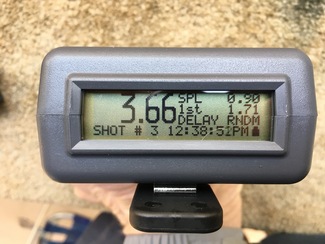 3.66 SPL 0.90
1st 1.71
DELAY RNDM
SHOT # 3 12:38:51PM